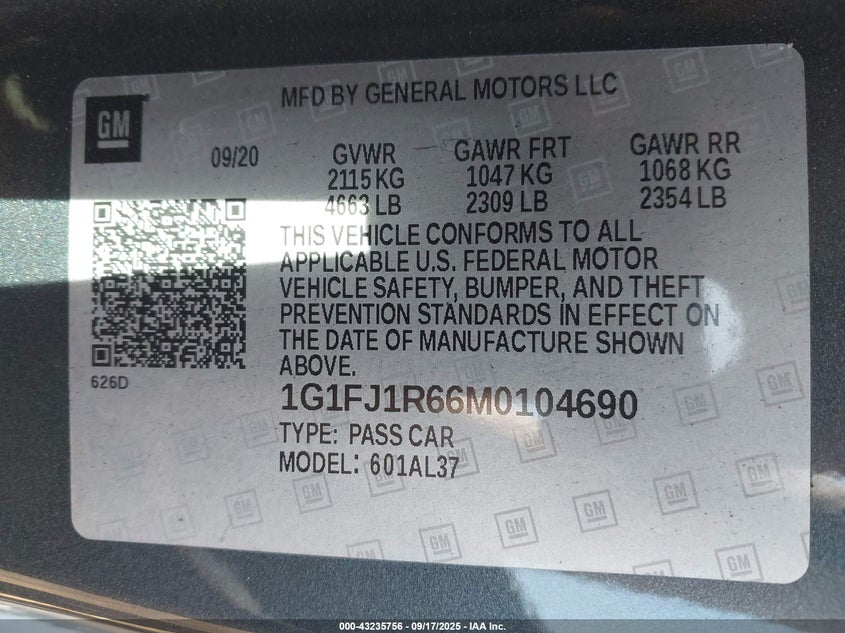 MFD BY GENERAL MOTORS LLC
GM
09/20
GVWR GAWR FRT GAWR RR
2115 KG 1047 KG 1068 KG
4663 LB 2309 LB 2354 LB
THIS VEHICLE CONFORMS TO ALL
APPLICABLE U.S. FEDERAL MOTOR
VEHICLE SAFETY, BUMPER, AND THEFT
PREVENTION STANDARDS IN EFFECT ON
THE DATE OF MANUFACTURE SHOWN
ABOVE.
626D
1G1FJ1R66M0104690
TYPE: PASS CAR
MODEL: 601AL37
000-43235756 - 09/17/2025 - IAA Inc.